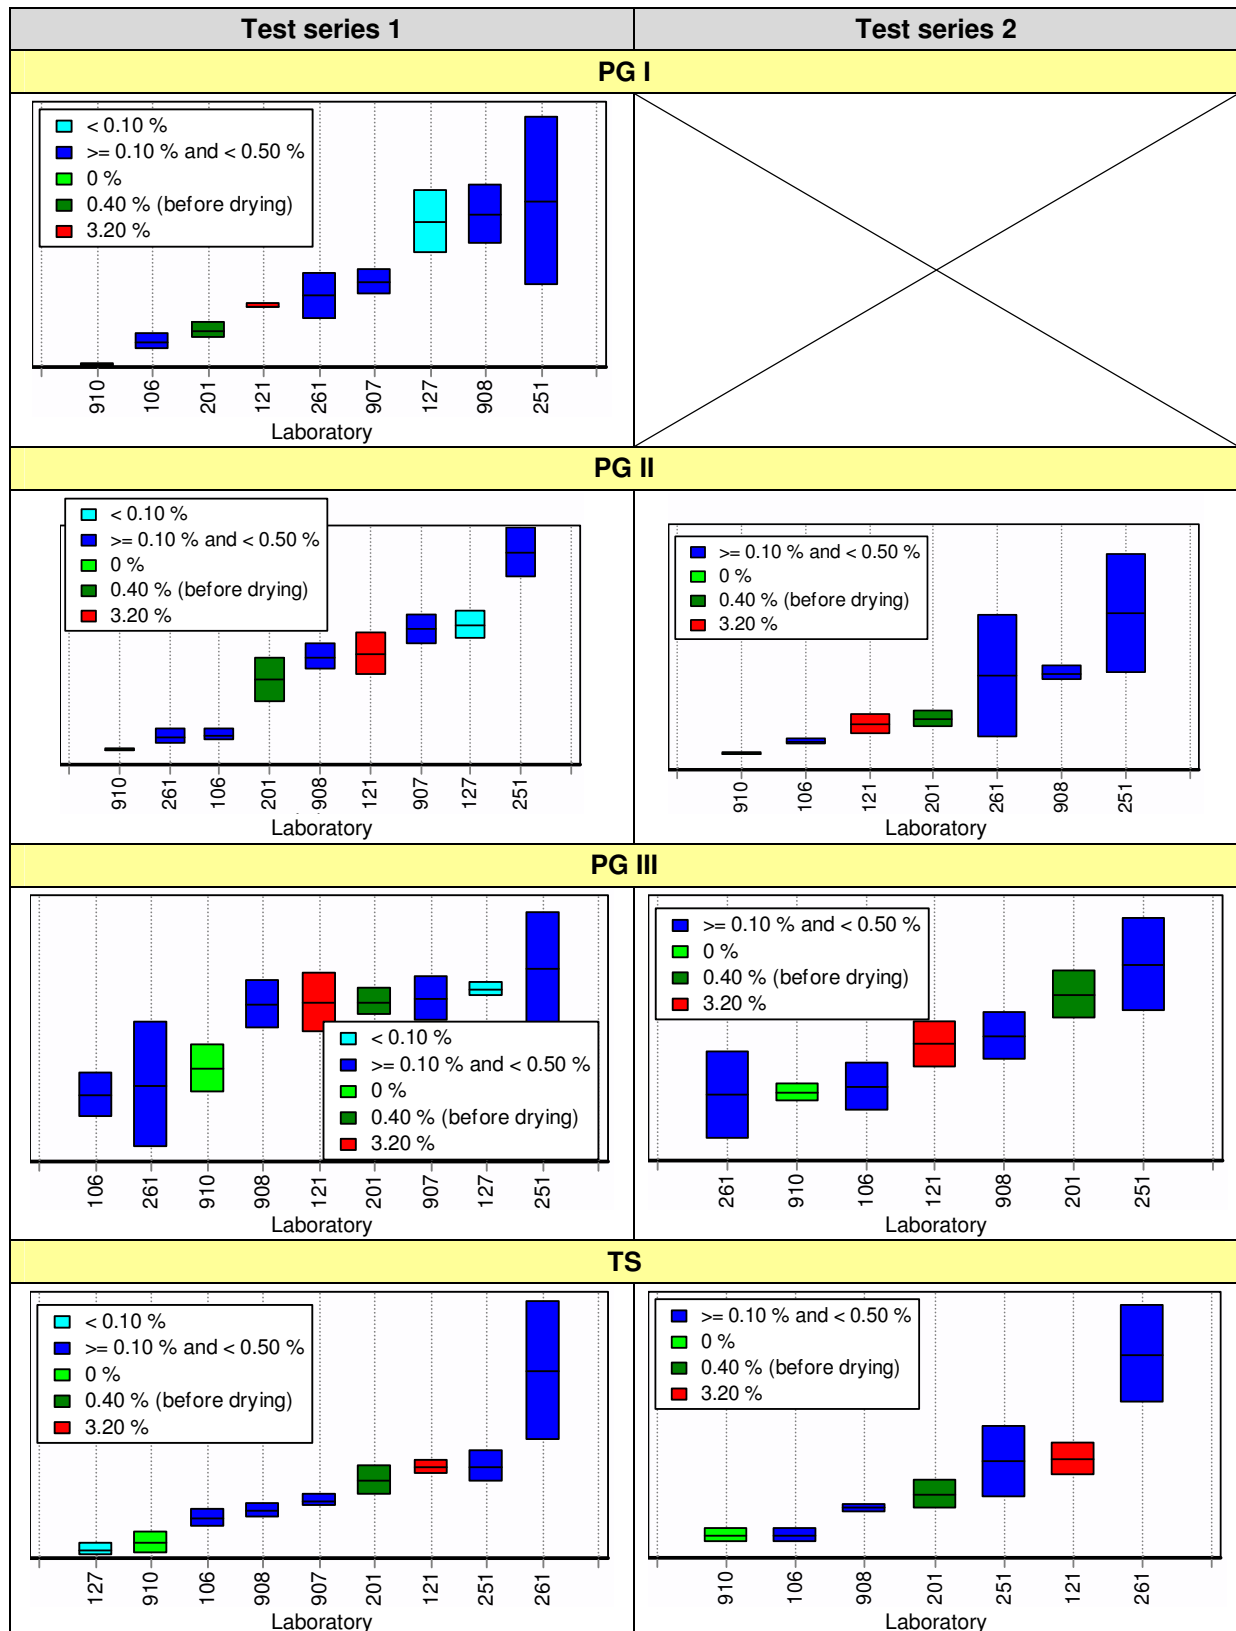 Test series 1
Test series 2
PG I
< 0.10 %
>= 0.10 % and < 0.50 %
0 %
0.40 % (before drying)
3.20 %
910
106
201
121
261
907
127
908
251
Laboratory
PG II
< 0.10 %
>= 0.10 % and < 0.50 %
0 %
0.40 % (before drying)
3.20 %
910
261
106
201
908
121
907
127
251
Laboratory
>= 0.10 % and < 0.50 %
0 %
0.40 % (before drying)
3.20 %
910
106
121
201
261
908
251
Laboratory
PG III
< 0.10 %
>= 0.10 % and < 0.50 %
0 %
0.40 % (before drying)
3.20 %
106
261
910
908
121
201
907
127
251
Laboratory
>= 0.10 % and < 0.50 %
0 %
0.40 % (before drying)
3.20 %
261
910
106
121
908
201
251
Laboratory
TS
< 0.10 %
>= 0.10 % and < 0.50 %
0 %
0.40 % (before drying)
3.20 %
127
910
106
908
907
201
121
251
261
Laboratory
>= 0.10 % and < 0.50 %
0 %
0.40 % (before drying)
3.20 %
910
106
908
201
251
121
261
Laboratory